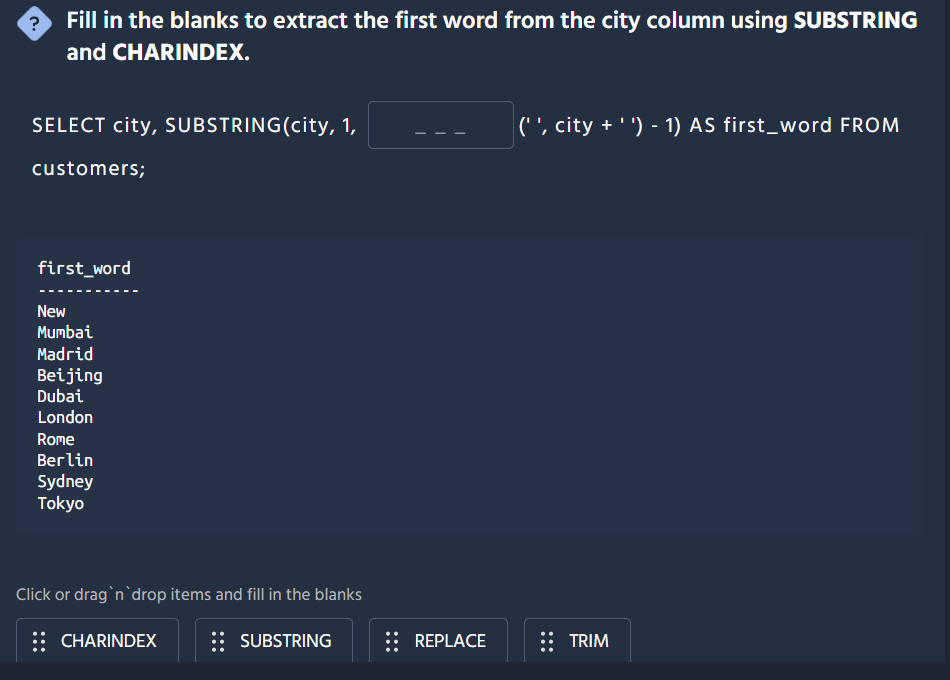 ?
Fill in the blanks to extract the first word from the city column using SUBSTRING
and CHARINDEX.
SELECT city, SUBSTRING(city, 1, _ _ _ (' ', city + ' ') - 1) AS first_word FROM
customers;
first_word
-----------
New
Mumbai
Madrid
Beijing
Dubai
London
Rome
Berlin
Sydney
Tokyo
Click or drag`n`drop items and fill in the blanks
CHARINDEX SUBSTRING REPLACE TRIM